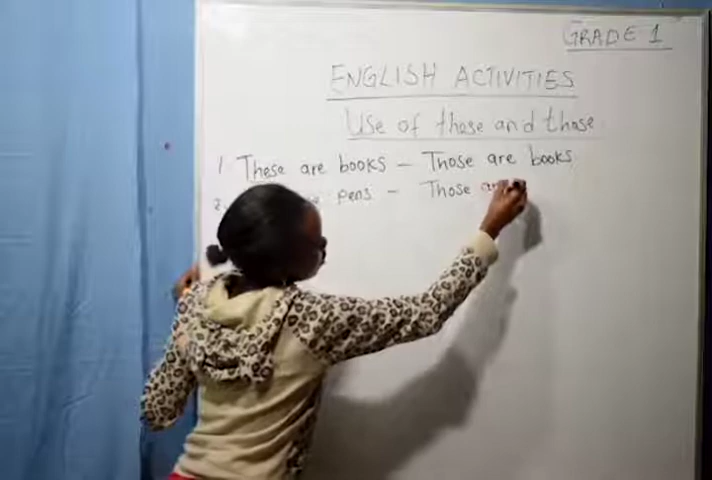 GRADE 1
ENGLISH ACTIVITIES
Use of these and those
1 These are books - Those are books
2. pens - Those